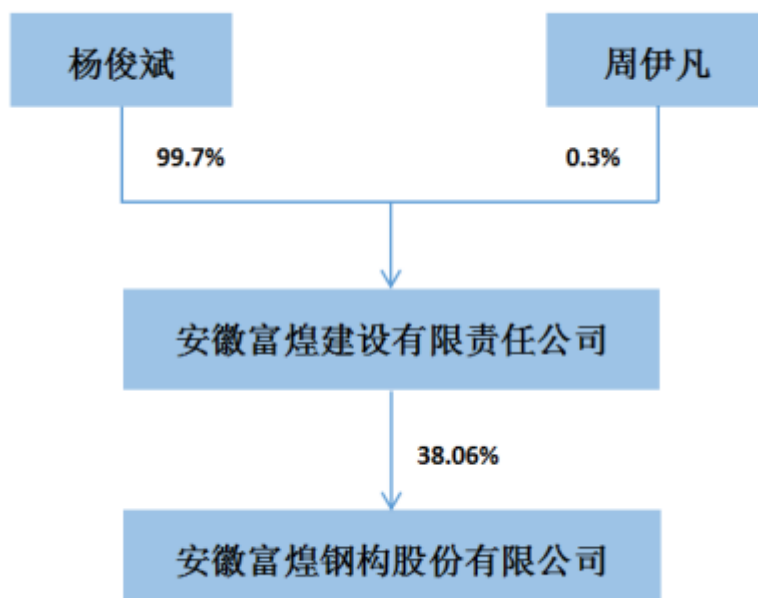 杨俊斌
周伊凡
99.7%
0.3%
安徽富煌建设有限责任公司
38.06%
安徽富煌钢构股份有限公司